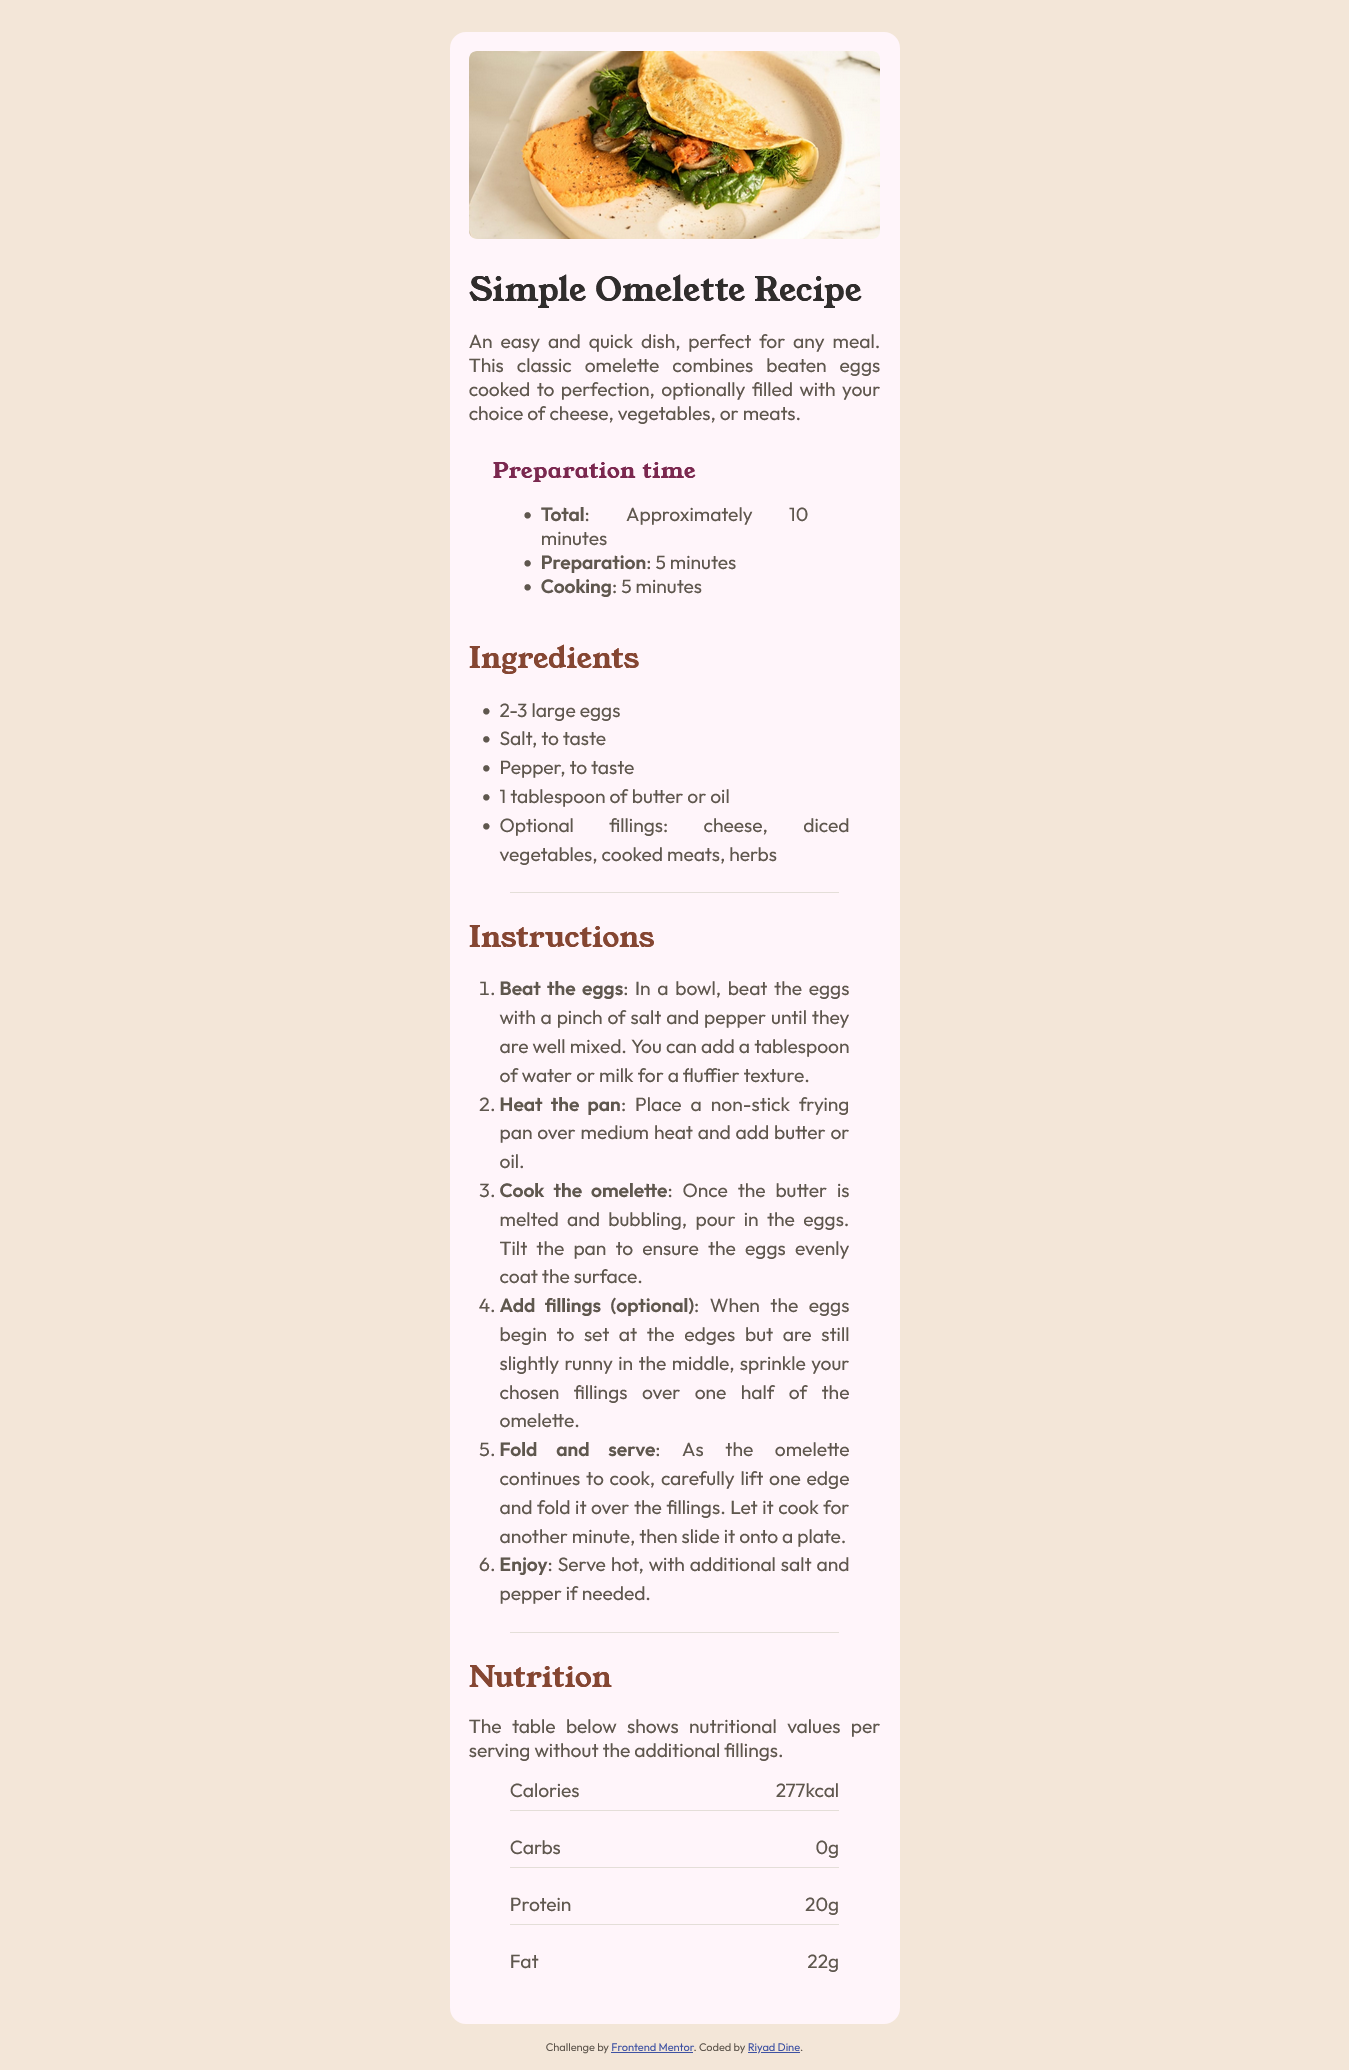 Simple Omelette Recipe
An easy and quick dish, perfect for any meal.
This classic omelette combines beaten eggs
cooked to perfection, optionally filled with your
choice of cheese, vegetables, or meats.
Preparation time
• Total: Approximately 10
minutes
• Preparation: 5 minutes
• Cooking: 5 minutes
Ingredients
• 2-3 large eggs
• Salt, to taste
• Pepper, to taste
• 1 tablespoon of butter or oil
• Optional fillings: cheese, diced
vegetables, cooked meats, herbs
Instructions
1. Beat the eggs: In a bowl, beat the eggs
with a pinch of salt and pepper until they
are well mixed. You can add a tablespoon
of water or milk for a fluffier texture.
2. Heat the pan: Place a non-stick frying
pan over medium heat and add butter or
oil.
3. Cook the omelette: Once the butter is
melted and bubbling, pour in the eggs.
Tilt the pan to ensure the eggs evenly
coat the surface.
4. Add fillings (optional): When the eggs
begin to set at the edges but are still
slightly runny in the middle, sprinkle your
chosen fillings over one half of the
omelette.
5. Fold and serve: As the omelette
continues to cook, carefully lift one edge
and fold it over the fillings. Let it cook for
another minute, then slide it onto a plate.
6. Enjoy: Serve hot, with additional salt and
pepper if needed.
Nutrition
The table below shows nutritional values per
serving without the additional fillings.
Calories 277kcal
Carbs 0g
Protein 20g
Fat 22g
Challenge by Frontend Mentor. Coded by Riyad Dine.